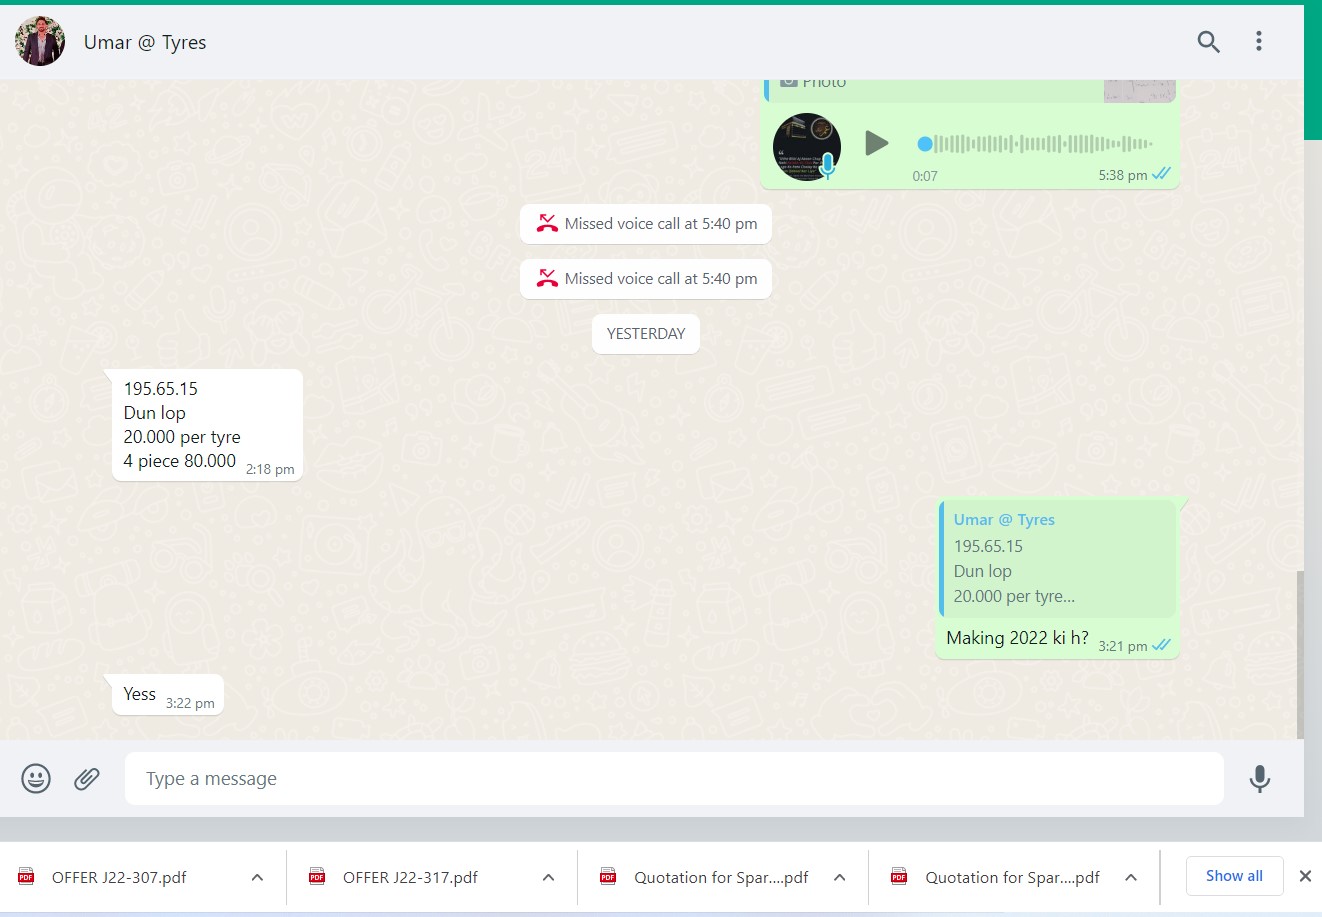 Umar @ Tyres
Photo
0:07
5:38 pm
Missed voice call at 5:40 pm
Missed voice call at 5:40 pm
YESTERDAY
195.65.15
Dun lop
20.000 per tyre
4 piece 80.000 2:18 pm
Umar @ Tyres
195.65.15
Dun lop
20.000 per tyre...
Making 2022 ki h? 3:21 pm
Yess 3:22 pm
Type a message
OFFER J22-307.pdf
OFFER J22-317.pdf
Quotation for Spar....pdf
Quotation for Spar....pdf
Show all